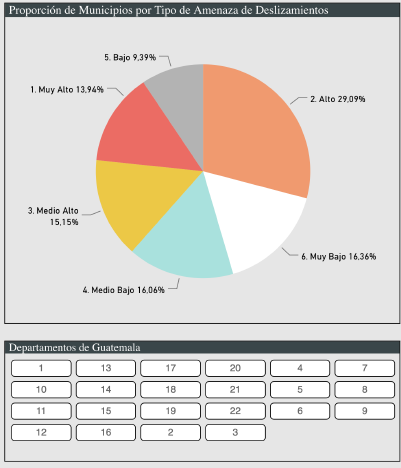 Proporción de Municipios por Tipo de Amenaza de Deslizamientos
5. Bajo 9,39%
1. Muy Alto 13,94%
2. Alto 29,09%
3. Medio Alto
15,15%
6. Muy Bajo 16,36%
4. Medio Bajo 16,06%
Departamentos de Guatemala
1 13 17 20 4 7
10 14 18 21 5 8
11 15 19 22 6 9
12 16 2 3